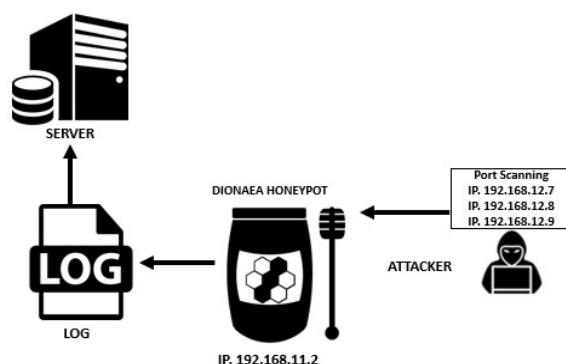 SERVER
DIONAEA HONEYPOT
Port Scanning
IP. 192.168.12.7
IP. 192.168.12.8
IP. 192.168.12.9
LOG
ATTACKER
LOG
IP. 192.168.11.2